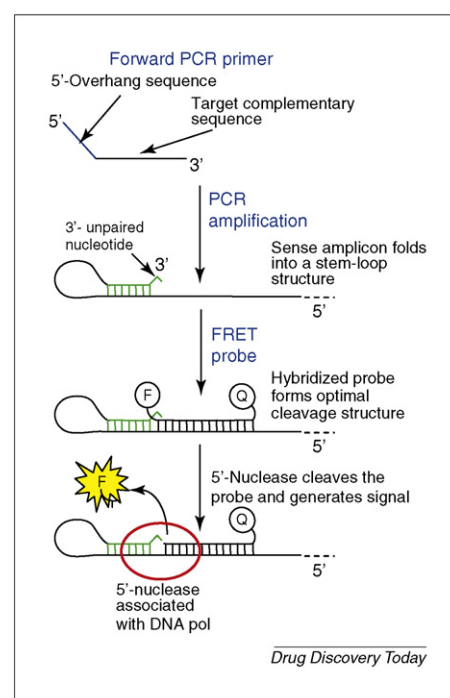 Forward PCR primer
5'-Overhang sequence
Target complementary
sequence
5'
3'
PCR
amplification
3'- unpaired
nucleotide
3'
Sense amplicon folds
into a stem-loop
structure
5'
FRET
probe
F
Q
Hybridized probe
forms optimal
cleavage structure
5'
5'-Nuclease cleaves the
probe and generates signal
F
Q
5'
5'-nuclease
associated
with DNA pol
Drug Discovery Today